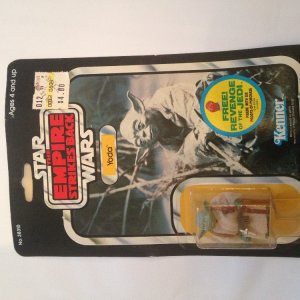 Ages 4 and up
$4.00
STAR
THE
EMPIRE
STRIKES BACK
WARS
Yoda
FREE!
REVENGE
OF THE JEDI
Kenner
No. 38310